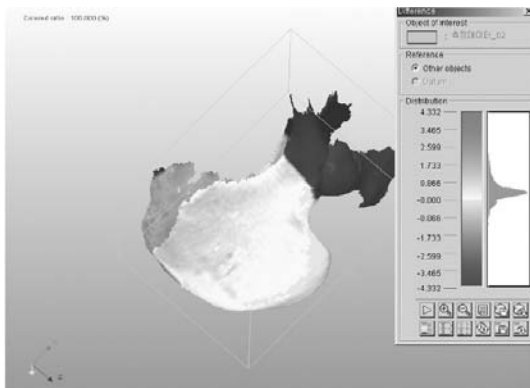 Colored ratio : 100.000 (%)
Difference
Object of interest
Reference
Other objects
Datum
Distribution
4.332
3.465
2.599
1.733
0.866
-0.000
-0.866
-1.733
-2.599
-3.465
-4.332